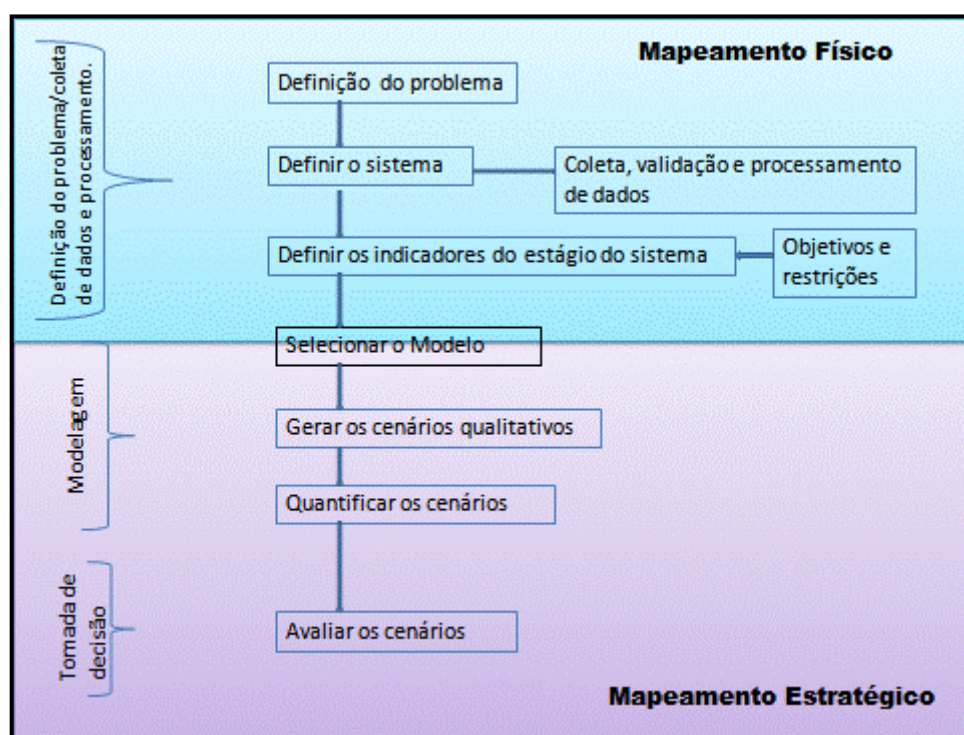 Mapeamento Físico
Definição do problema/coleta
de dados e processamento.
Definição do problema
Definir o sistema
Coleta, validação e processamento
de dados
Definir os indicadores do estágio do sistema
Objetivos e
restrições
Selecionar o Modelo
Modelagem
Gerar os cenários qualitativos
Quantificar os cenários
Tomada de
decisão
Avaliar os cenários
Mapeamento Estratégico